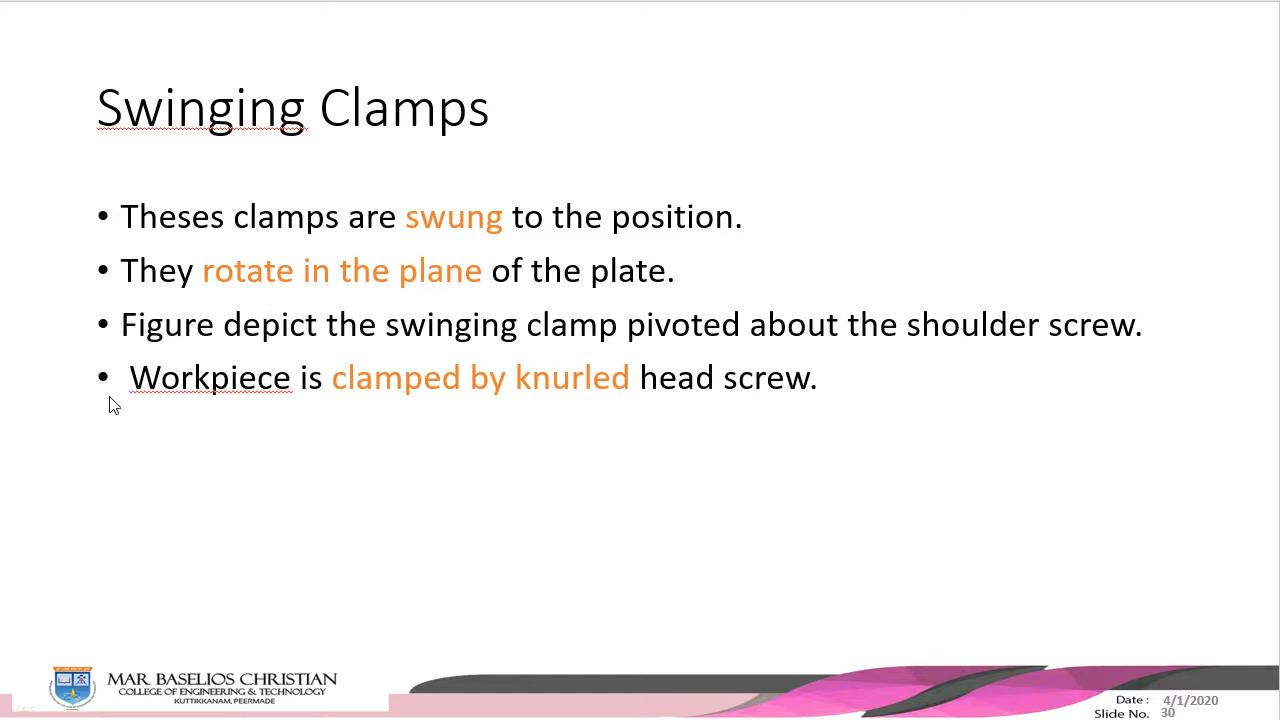 Swinging Clamps
• Theses clamps are swung to the position.
• They rotate in the plane of the plate.
• Figure depict the swinging clamp pivoted about the shoulder screw.
• Workpiece is clamped by knurled head screw.
MAR BASELIOS CHRISTIAN
COLLEGE OF ENGINEERING & TECHNOLOGY
KUTTIKKANAM, PEERMADE
Date : 4/1/2020
Slide No. 30